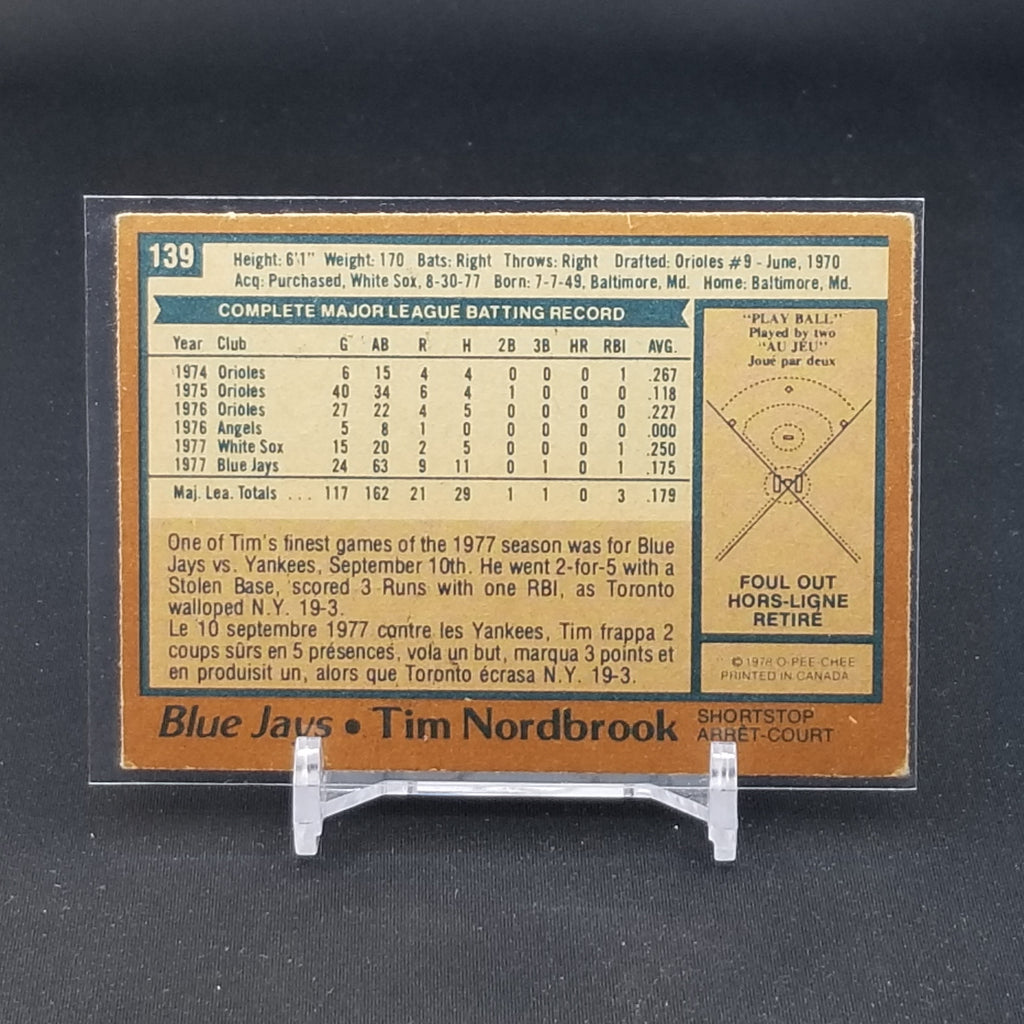 139
Height: 6'1" Weight: 170 Bats: Right Throws: Right Drafted: Orioles #9 - June, 1970
Acq: Purchased, White Sox, 8-30-77 Born: 7-7-49, Baltimore, Md. Home: Baltimore, Md.
COMPLETE MAJOR LEAGUE BATTING RECORD
Year Club G AB R H 2B 3B HR RBI AVG.
1974 Orioles 6 15 4 4 0 0 0 1 .267
1975 Orioles 40 34 6 4 1 0 0 0 .118
1976 Orioles 27 22 4 5 0 0 0 0 .227
1976 Angels 5 8 1 0 0 0 0 0 .000
1977 White Sox 15 20 2 5 0 0 0 1 .250
1977 Blue Jays 24 63 9 11 0 1 0 1 .175
Maj. Lea. Totals ... 117 162 21 29 1 1 0 3 .179
One of Tim's finest games of the 1977 season was for Blue
Jays vs. Yankees, September 10th. He went 2-for-5 with a
Stolen Base, scored 3 Runs with one RBI, as Toronto
walloped N.Y. 19-3.
Le 10 septembre 1977 contre les Yankees, Tim frappa 2
coups sûrs en 5 présences, vola un but, marqua 3 points et
en produisit un, alors que Toronto écrasa N.Y. 19-3.
"PLAY BALL"
Played by two
"AU JEU"
Joué par deux
FOUL OUT
HORS-LIGNE
RETIRÉ
© 1978 O-PEE-CHEE
PRINTED IN CANADA
Blue Jays • Tim Nordbrook
SHORTSTOP
ARRÊT-COURT